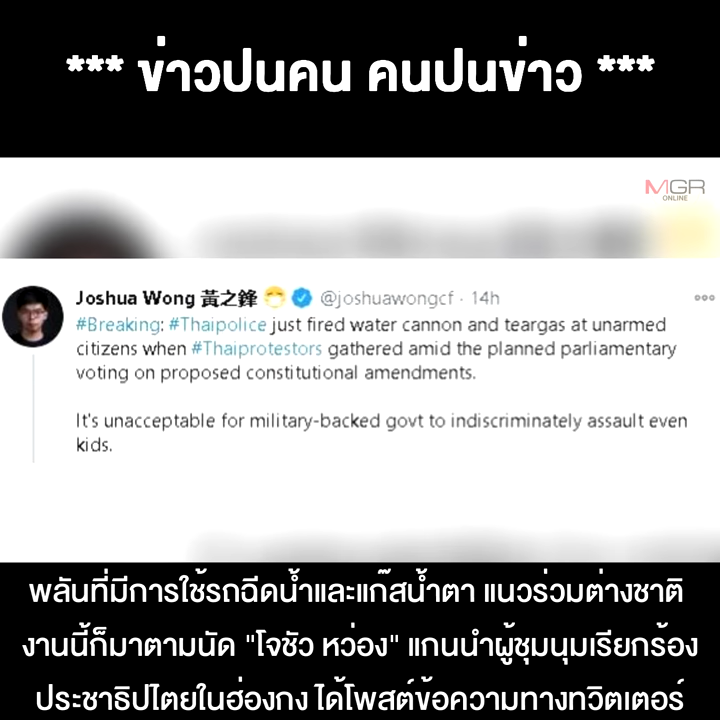 *** ข่าวปนคน คนปนข่าว ***
MGR
ONLINE
Joshua Wong 黃之鋒 😷 @joshuawongcf · 14h
#Breaking: #Thaipolice just fired water cannon and teargas at unarmed
citizens when #Thaiprotestors gathered amid the planned parliamentary
voting on proposed constitutional amendments.
It's unacceptable for military-backed govt to indiscriminately assault even
kids.
พลันที่มีการใช้รถฉีดน้ำและแก๊สน้ำตา แนวร่วมต่างชาติ
งานนี้ก็มาตามนัด "โจชัว หว่อง" แกนนำผู้ชุมนุมเรียกร้อง
ประชาธิปไตยในฮ่องกง ได้โพสต์ข้อความทางทวิตเตอร์